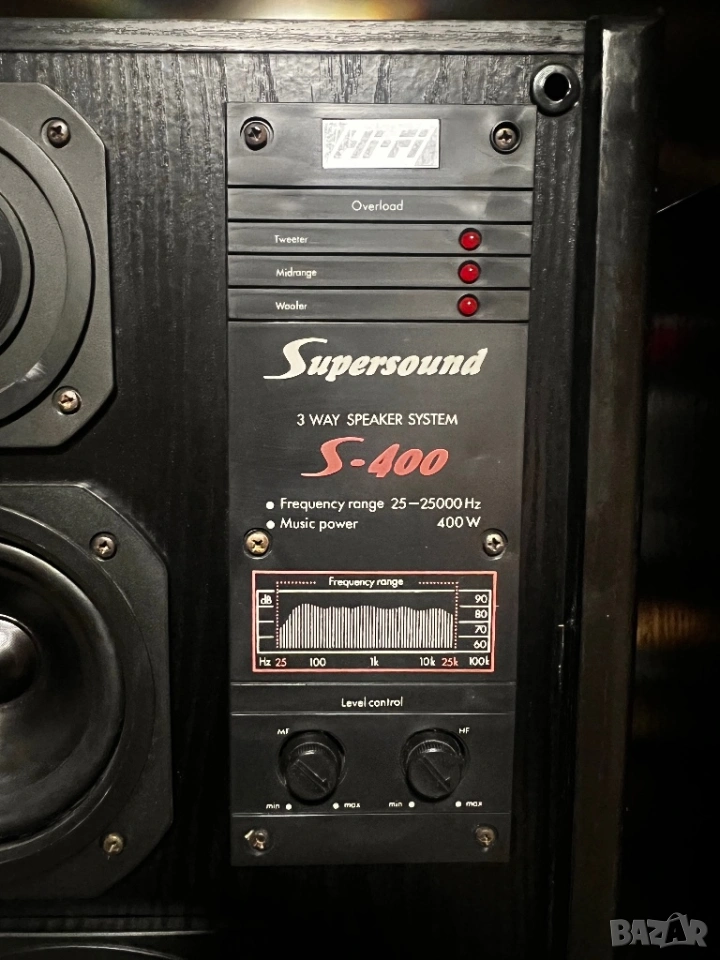 Hi-Fi
Overload
Tweeter
Midrange
Woofer
Supersound
3 WAY SPEAKER SYSTEM
S-400
• Frequency range 25—25000 Hz
• Music power 400 W
Frequency range
dB 90
80
70
60
Hz 25 100 1k 10k 25k 100k
Level control
MF HF
min max min max
BAZAR